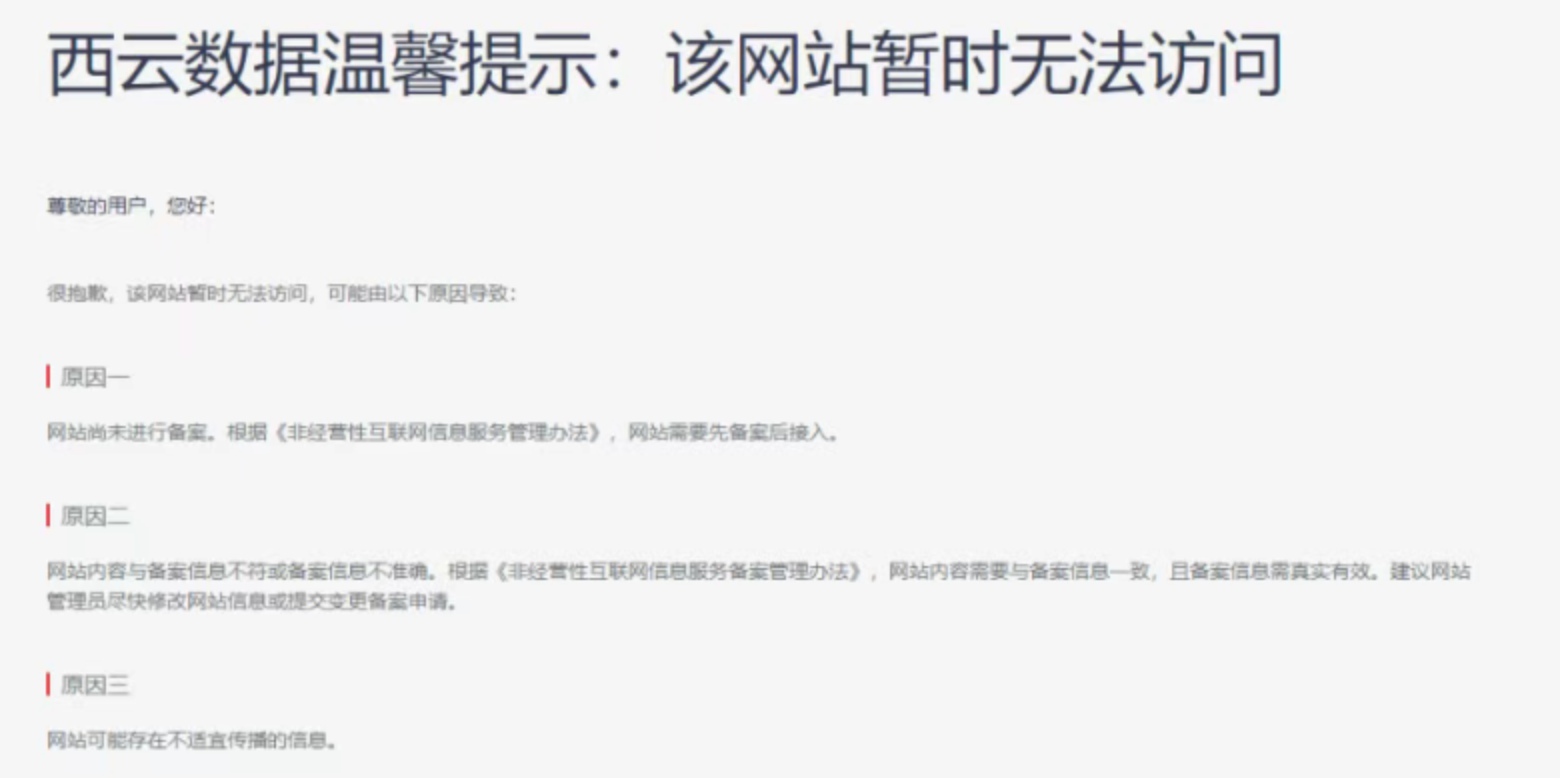 西云数据温馨提示：该网站暂时无法访问
尊敬的用户，您好：
很抱歉，该网站暂时无法访问，可能由以下原因导致：
原因一
网站尚未进行备案。根据《非经营性互联网信息服务管理办法》，网站需要先备案后接入。
原因二
网站内容与备案信息不符或备案信息不准确。根据《非经营性互联网信息服务备案管理办法》，网站内容需要与备案信息一致，且备案信息需真实有效。建议网站
管理员尽快修改网站信息或提交变更备案申请。
原因三
网站可能存在不适宜传播的信息。